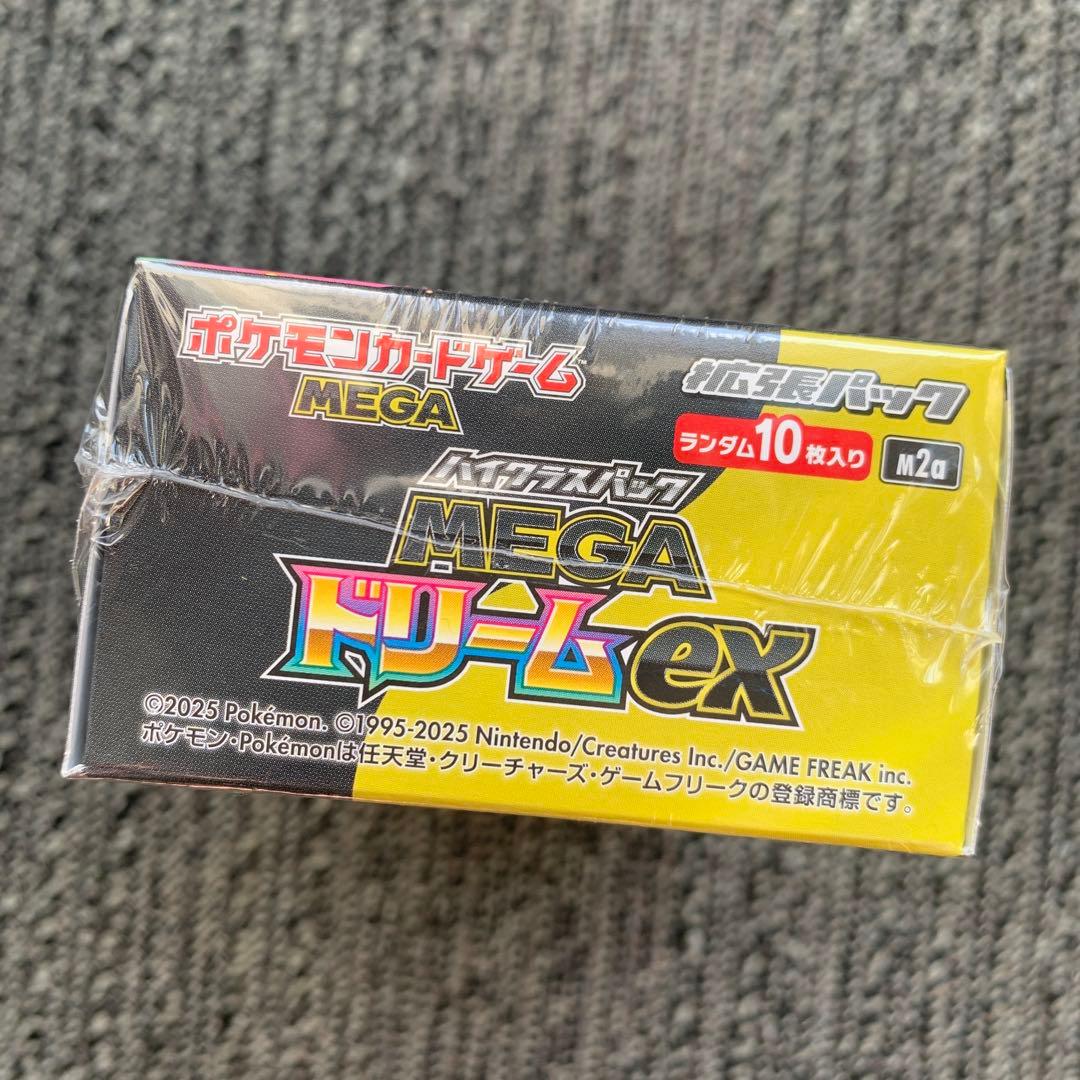 ポケモンカードゲーム™
MEGA
拡張パック
ランダム10枚入り
M2a
ハイクラスパック
MEGA
ドリームex
©2025 Pokémon. ©1995-2025 Nintendo/Creatures Inc./GAME FREAK inc.
ポケモン・Pokémonは任天堂・クリーチャーズ・ゲームフリークの登録商標です。